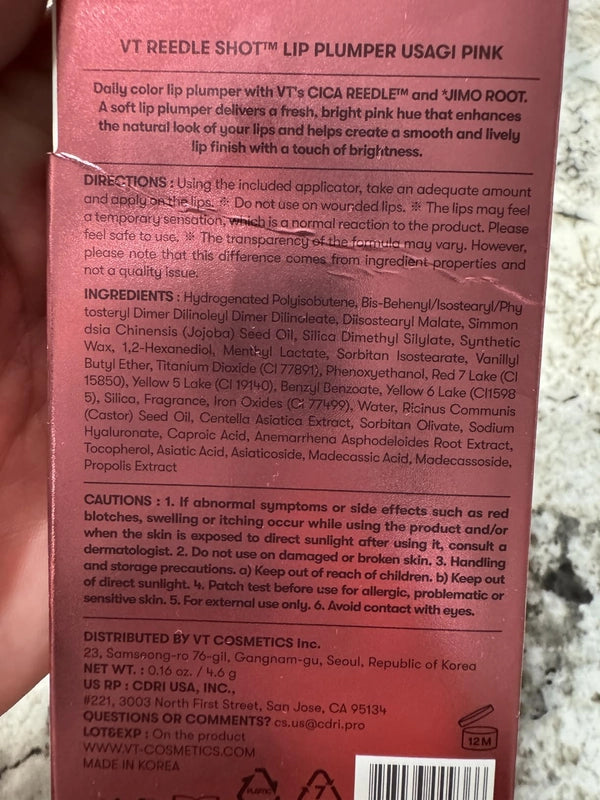 VT REEDLE SHOT™ LIP PLUMPER USAGI PINK
Daily color lip plumper with VT's CICA REEDLE™ and *JIMO ROOT.
A soft lip plumper delivers a fresh, bright pink hue that enhances
the natural look of your lips and helps create a smooth and lively
lip finish with a touch of brightness.
DIRECTIONS : Using the included applicator, take an adequate amount
and apply on the lips. ※ Do not use on wounded lips. ※ The lips may feel
a temporary sensation, which is a normal reaction to the product. Please
feel safe to use. ※ The transparency of the formula may vary. However,
please note that this difference comes from ingredient properties and
not a quality issue.
INGREDIENTS : Hydrogenated Polyisobutene, Bis-Behenyl/Isostearyl/Phy
tosteryl Dimer Dilinoleyl Dimer Dilinoleate, Diisostearyl Malate, Simmon
dsia Chinensis (Jojoba) Seed Oil, Silica Dimethyl Silylate, Synthetic
Wax, 1,2-Hexanediol, Menthyl Lactate, Sorbitan Isostearate, Vanillyl
Butyl Ether, Titanium Dioxide (CI 77891), Phenoxyethanol, Red 7 Lake (CI
15850), Yellow 5 Lake (CI 19140), Benzyl Benzoate, Yellow 6 Lake (CI1598
5), Silica, Fragrance, Iron Oxides (CI 77499), Water, Ricinus Communis
(Castor) Seed Oil, Centella Asiatica Extract, Sorbitan Olivate, Sodium
Hyaluronate, Caproic Acid, Anemarrhena Asphodeloides Root Extract,
Tocopherol, Asiatic Acid, Asiaticoside, Madecassic Acid, Madecassoside,
Propolis Extract
CAUTIONS : 1. If abnormal symptoms or side effects such as red
blotches, swelling or itching occur while using the product and/or
when the skin is exposed to direct sunlight after using it, consult a
dermatologist. 2. Do not use on damaged or broken skin. 3. Handling
and storage precautions. a) Keep out of reach of children. b) Keep out
of direct sunlight. 4. Patch test before use for allergic, problematic or
sensitive skin. 5. For external use only. 6. Avoid contact with eyes.
DISTRIBUTED BY VT COSMETICS Inc.
23, Samseong-ro 76-gil, Gangnam-gu, Seoul, Republic of Korea
NET WT. : 0.16 oz. / 4.6 g
US RP : CDRI USA, INC.,
#221, 3003 North First Street, San Jose, CA 95134
QUESTIONS OR COMMENTS? cs.us@cdri.pro
LOT&EXP : On the product
WWW.VT-COSMETICS.COM
MADE IN KOREA
12M
PLASTIC
7